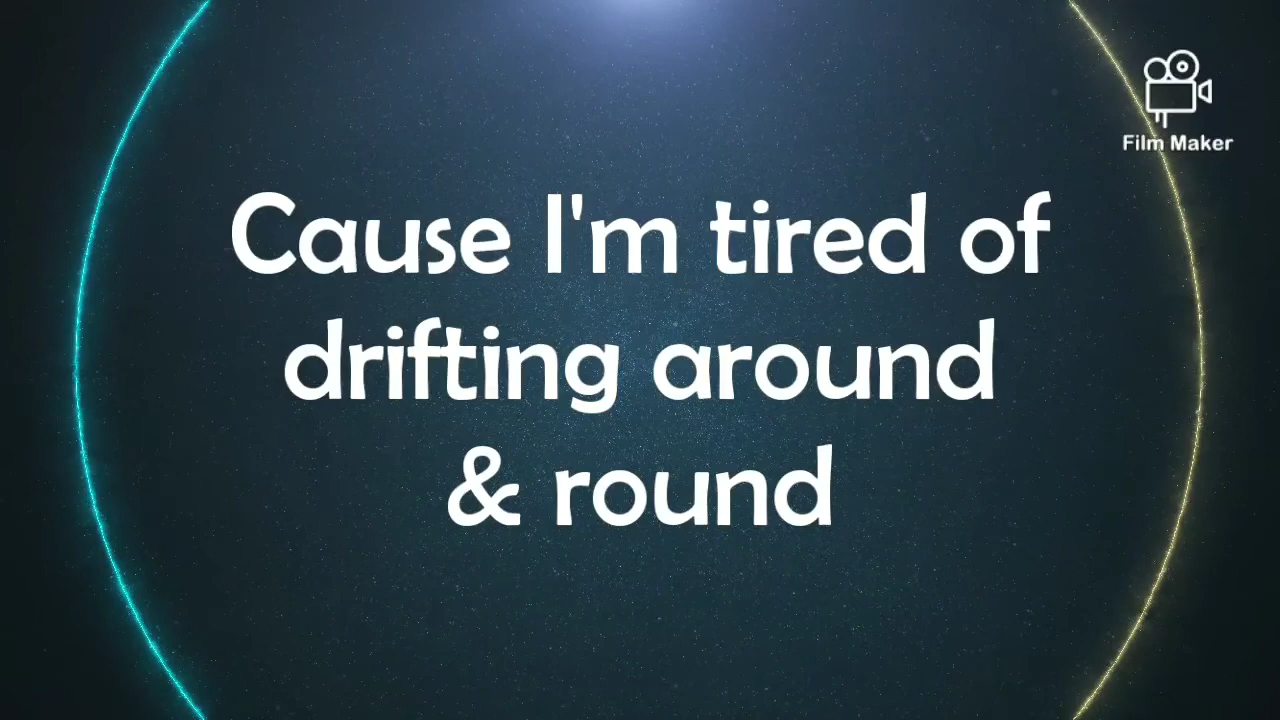 Film Maker
Cause I'm tired of
drifting around
& round